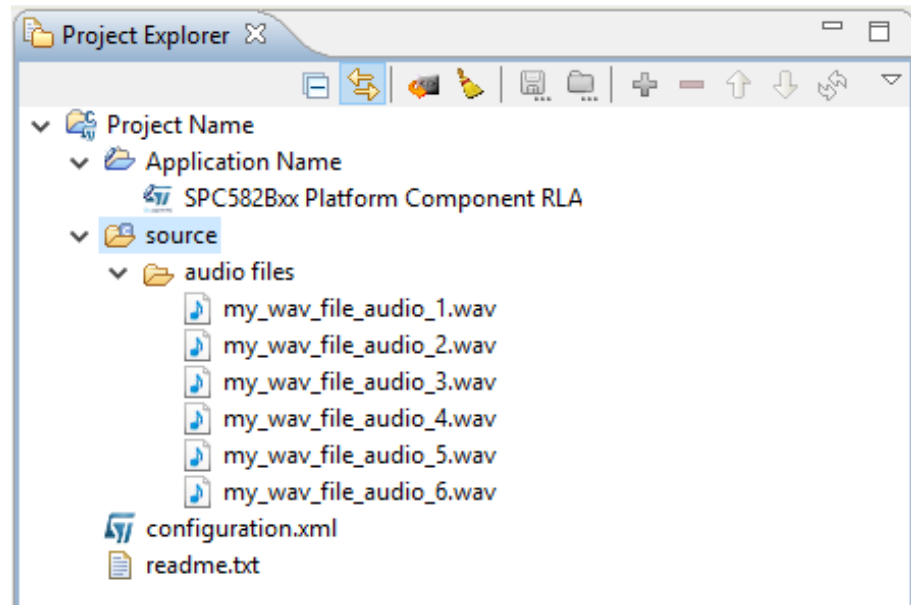 Project Explorer
Project Name
Application Name
SPC582Bxx Platform Component RLA
source
audio files
my_wav_file_audio_1.wav
my_wav_file_audio_2.wav
my_wav_file_audio_3.wav
my_wav_file_audio_4.wav
my_wav_file_audio_5.wav
my_wav_file_audio_6.wav
configuration.xml
readme.txt